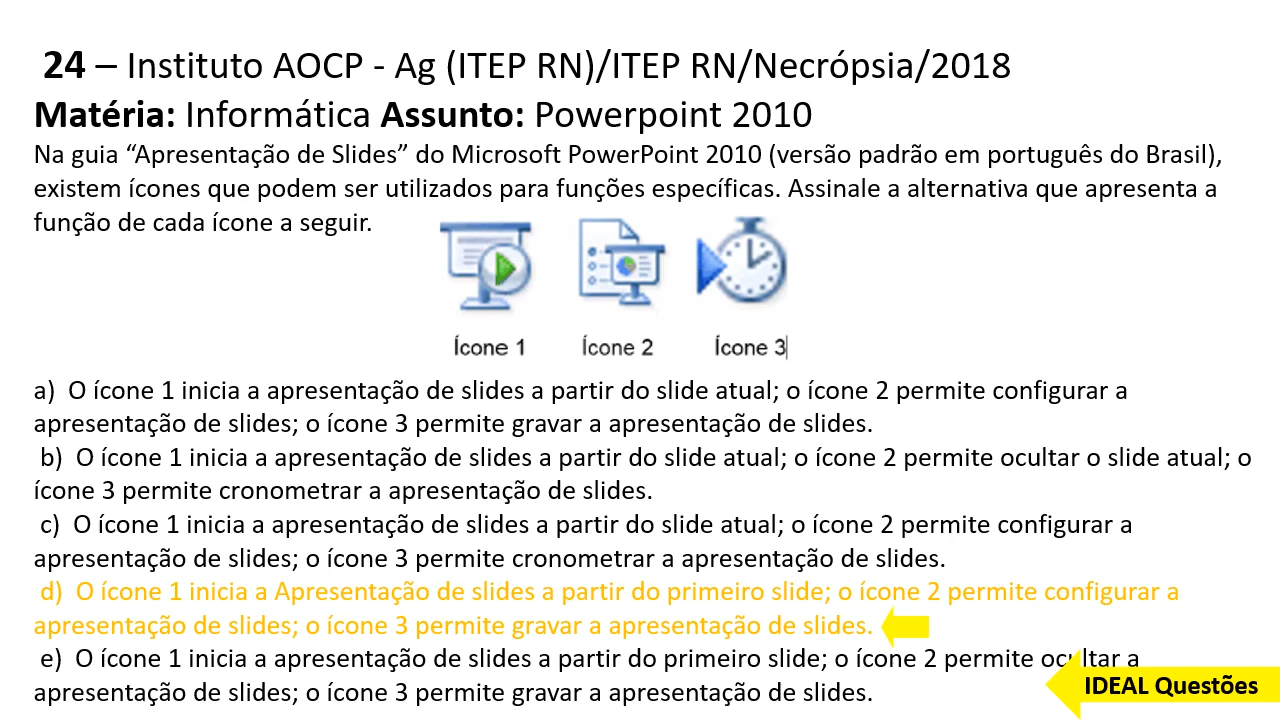 24 – Instituto AOCP - Ag (ITEP RN)/ITEP RN/Necrópsia/2018
Matéria: Informática Assunto: Powerpoint 2010
Na guia “Apresentação de Slides” do Microsoft PowerPoint 2010 (versão padrão em português do Brasil),
existem ícones que podem ser utilizados para funções específicas. Assinale a alternativa que apresenta a
função de cada ícone a seguir.
Ícone 1 Ícone 2 Ícone 3
a) O ícone 1 inicia a apresentação de slides a partir do slide atual; o ícone 2 permite configurar a
apresentação de slides; o ícone 3 permite gravar a apresentação de slides.
b) O ícone 1 inicia a apresentação de slides a partir do slide atual; o ícone 2 permite ocultar o slide atual; o
ícone 3 permite cronometrar a apresentação de slides.
c) O ícone 1 inicia a apresentação de slides a partir do slide atual; o ícone 2 permite configurar a
apresentação de slides; o ícone 3 permite cronometrar a apresentação de slides.
d) O ícone 1 inicia a Apresentação de slides a partir do primeiro slide; o ícone 2 permite configurar a
apresentação de slides; o ícone 3 permite gravar a apresentação de slides.
e) O ícone 1 inicia a apresentação de slides a partir do primeiro slide; o ícone 2 permite ocultar a
apresentação de slides; o ícone 3 permite gravar a apresentação de slides.
IDEAL Questões